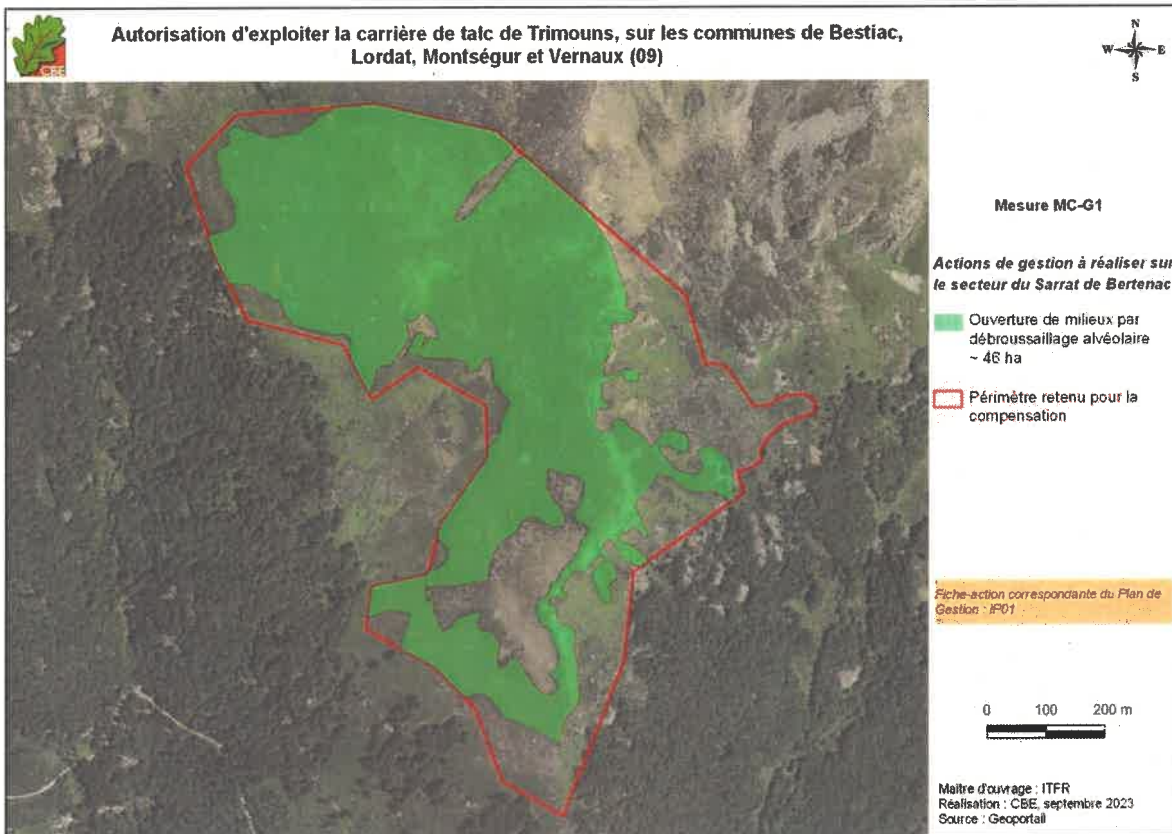 Autorisation d'exploiter la carrière de talc de Trimouns, sur les communes de Bestiac,
Lordat, Montségur et Vernaux (09)
CBE
N
W E
S
Mesure MC-G1
Actions de gestion à réaliser sur
le secteur du Sarrat de Bertenac
Ouverture de milieux par
débroussaillage alvéolaire
~ 46 ha
Périmètre retenu pour la
compensation
Fiche-action correspondante du Plan de
Gestion : IP01
0 100 200 m
Maître d'ouvrage : ITFR
Réalisation : CBE, septembre 2023
Source : Geoportail